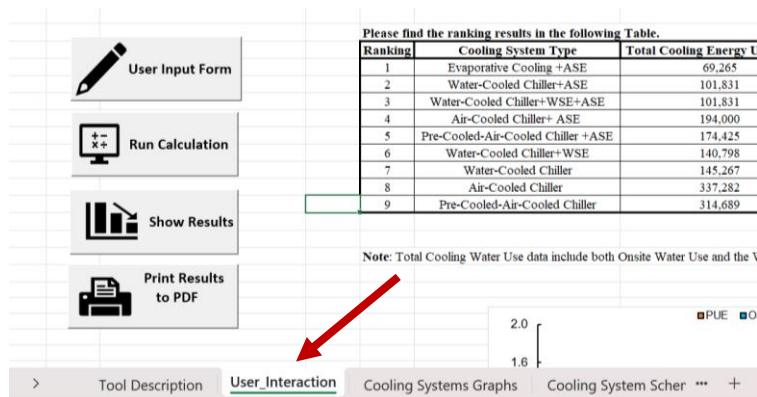 User Input Form
Run Calculation
Show Results
Print Results
to PDF
Please find the ranking results in the following Table.
Ranking Cooling System Type Total Cooling Energy U
1 Evaporative Cooling +ASE 69,265
2 Water-Cooled Chiller+ASE 101,831
3 Water-Cooled Chiller+WSE+ASE 101,831
4 Air-Cooled Chiller+ ASE 194,000
5 Pre-Cooled-Air-Cooled Chiller +ASE 174,425
6 Water-Cooled Chiller+WSE 140,798
7 Water-Cooled Chiller 145,267
8 Air-Cooled Chiller 337,282
9 Pre-Cooled-Air-Cooled Chiller 314,689
Note: Total Cooling Water Use data include both Onsite Water Use and the W
PUE O
2.0
1.6
Tool Description User_Interaction Cooling Systems Graphs Cooling System Scher ··· +